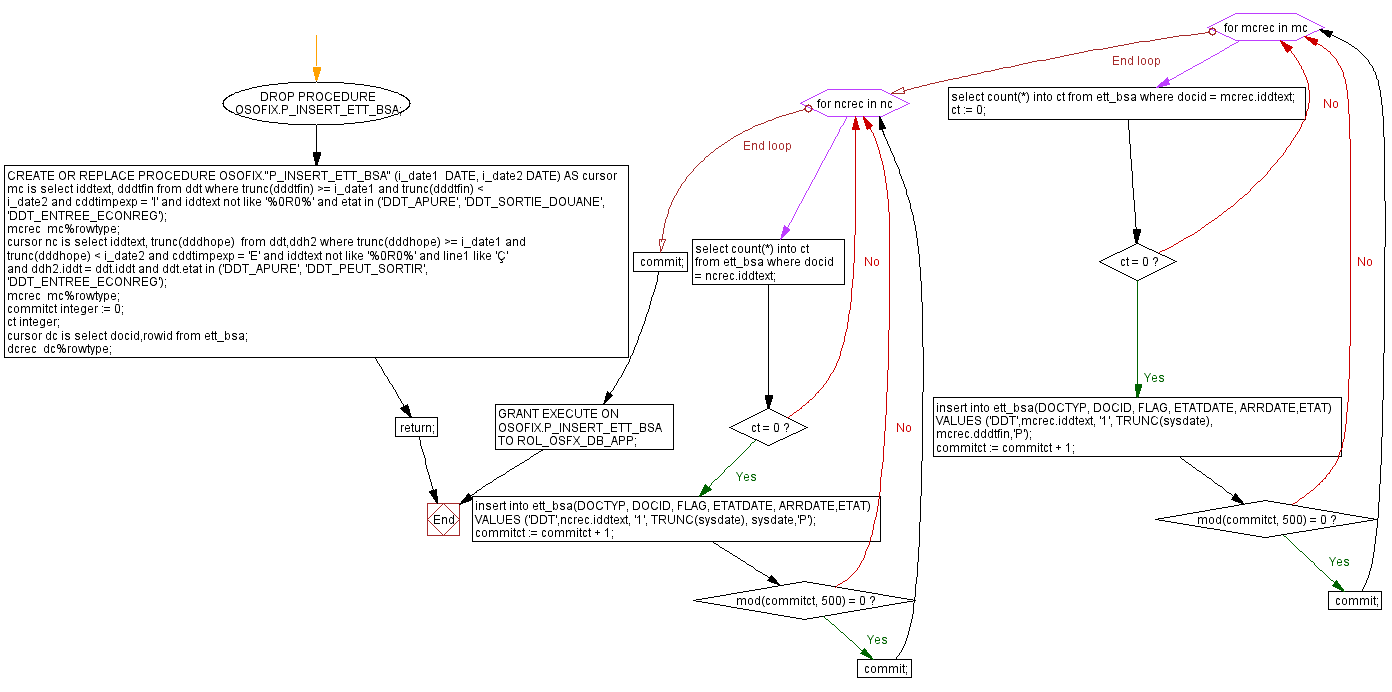 DROP PROCEDURE
OSOFIX.P_INSERT_ETT_BSA;
CREATE OR REPLACE PROCEDURE OSOFIX."P_INSERT_ETT_BSA" (i_date1  DATE, i_date2 DATE) AS cursor
mc is select iddtext, dddtfin from ddt where trunc(dddtfin) >= i_date1 and trunc(dddtfin) <
i_date2 and cddtimpexp = 'I' and iddtext not like '%0R0%' and etat in ('DDT_APURE', 'DDT_SORTIE_DOUANE',
'DDT_ENTREE_ECONREG');
mcrec  mc%rowtype;
cursor nc is select iddtext, trunc(dddhope)  from ddt,ddh2 where trunc(dddhope) >= i_date1 and
trunc(dddhope) < i_date2 and cddtimpexp = 'E' and iddtext not like '%0R0%' and line1 like 'Ç'
and ddh2.iddt = ddt.iddt and ddt.etat in ('DDT_APURE', 'DDT_PEUT_SORTIR',
'DDT_ENTREE_ECONREG');
mcrec  mc%rowtype;
commitct integer := 0;
ct integer;
cursor dc is select docid,rowid from ett_bsa;
dcrec  dc%rowtype;
return;
End
GRANT EXECUTE ON
OSOFIX.P_INSERT_ETT_BSA
TO ROL_OSFX_DB_APP;
commit;
End loop
for ncrec in nc
select count(*) into ct
from ett_bsa where docid
= ncrec.iddtext;
No
ct = 0 ?
No
Yes
insert into ett_bsa(DOCTYP, DOCID, FLAG, ETATDATE, ARRDATE,ETAT)
VALUES ('DDT',ncrec.iddtext, '1', TRUNC(sysdate), sysdate,'P');
commitct := commitct + 1;
mod(commitct, 500) = 0 ?
Yes
commit;
for mcrec in mc
End loop
select count(*) into ct from ett_bsa where docid = mcrec.iddtext;
ct := 0;
No
ct = 0 ?
No
Yes
insert into ett_bsa(DOCTYP, DOCID, FLAG, ETATDATE, ARRDATE,ETAT)
VALUES ('DDT',mcrec.iddtext, '1', TRUNC(sysdate),
mcrec.dddtfin,'P');
commitct := commitct + 1;
mod(commitct, 500) = 0 ?
Yes
commit;